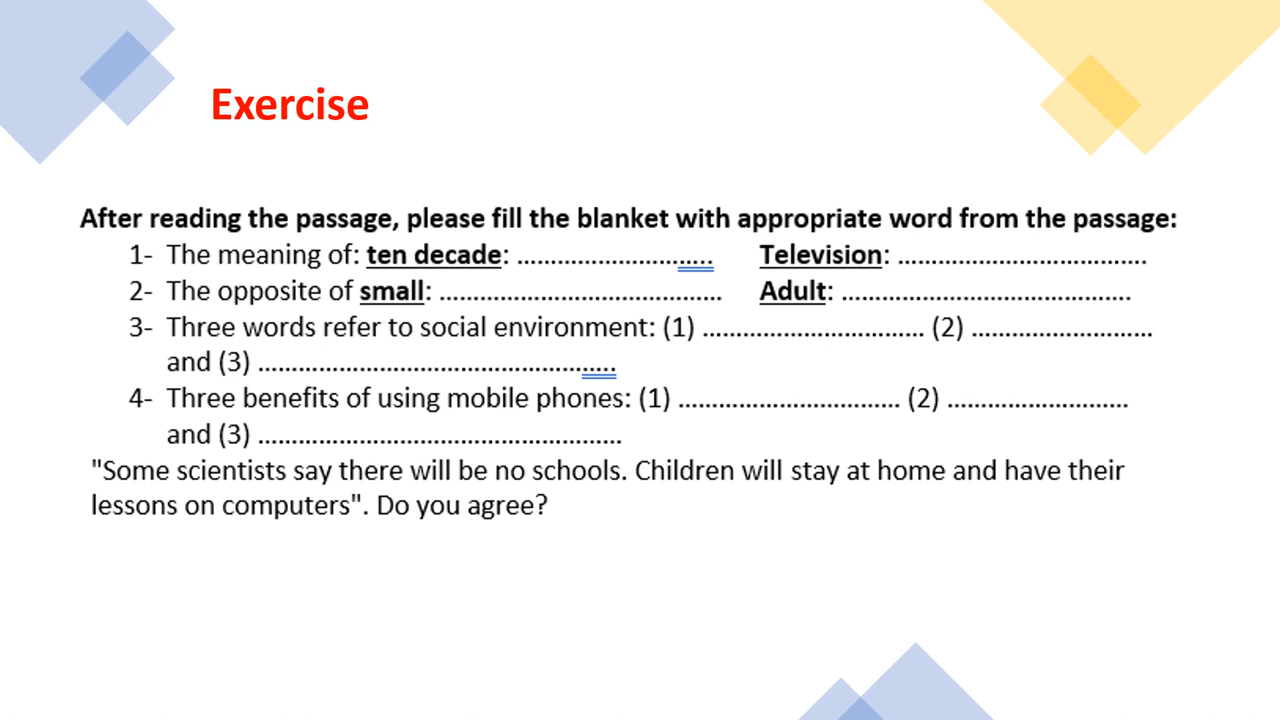 Exercise
After reading the passage, please fill the blanket with appropriate word from the passage:
1- The meaning of: ten decade: ................................ Television: .....................................
2- The opposite of small: .......................................... Adult: ...........................................
3- Three words refer to social environment: (1) ................................. (2) ...........................
and (3) .....................................................
4- Three benefits of using mobile phones: (1) ................................. (2) ...........................
and (3) ......................................................
"Some scientists say there will be no schools. Children will stay at home and have their
lessons on computers". Do you agree?